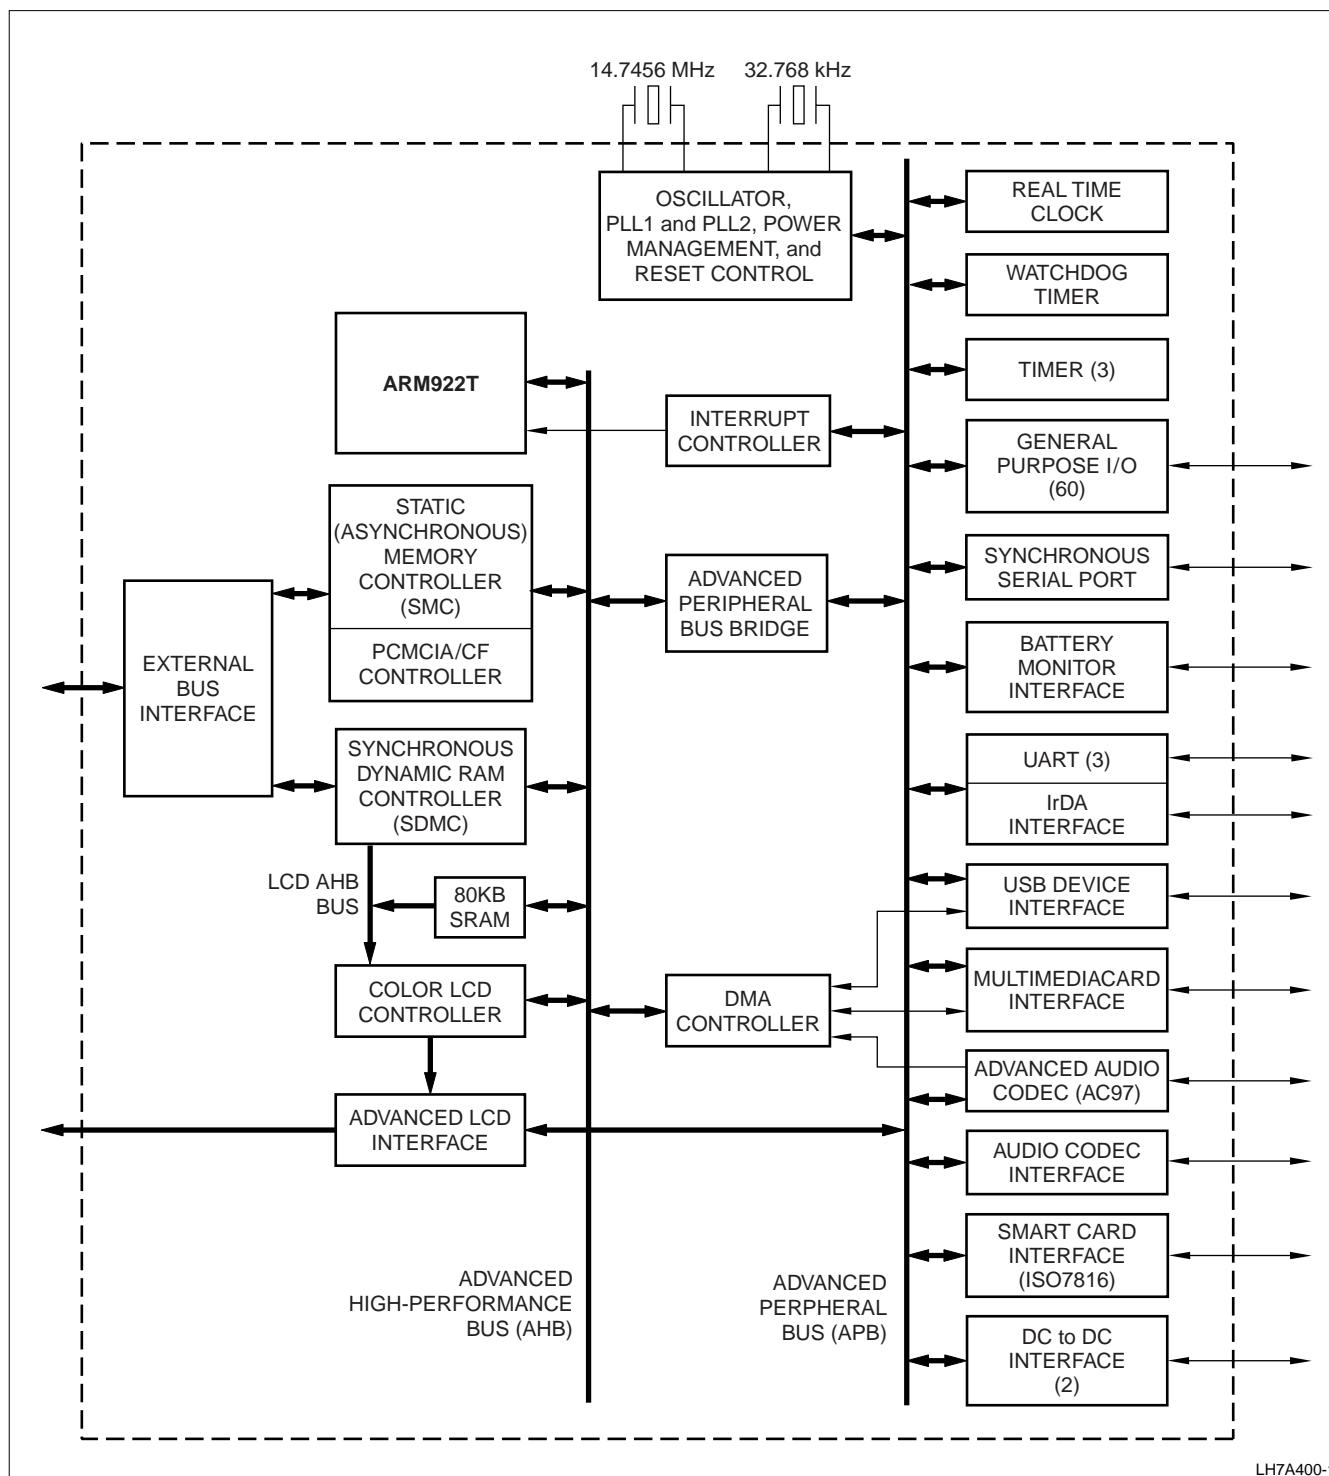 14.7456 MHz
32.768 kHz
OSCILLATOR,
PLL1 and PLL2, POWER
MANAGEMENT, and
RESET CONTROL
REAL TIME
CLOCK
WATCHDOG
TIMER
TIMER (3)
ARM922T
INTERRUPT
CONTROLLER
GENERAL
PURPOSE I/O
(60)
STATIC
(ASYNCHRONOUS)
MEMORY
CONTROLLER
(SMC)
PCMCIA/CF
CONTROLLER
ADVANCED
PERIPHERAL
BUS BRIDGE
SYNCHRONOUS
SERIAL PORT
EXTERNAL
BUS
INTERFACE
BATTERY
MONITOR
INTERFACE
SYNCHRONOUS
DYNAMIC RAM
CONTROLLER
(SDMC)
UART (3)
IrDA
INTERFACE
LCD AHB
BUS
80KB
SRAM
USB DEVICE
INTERFACE
COLOR LCD
CONTROLLER
DMA
CONTROLLER
MULTIMEDIACARD
INTERFACE
ADVANCED AUDIO
CODEC (AC97)
ADVANCED LCD
INTERFACE
AUDIO CODEC
INTERFACE
SMART CARD
INTERFACE
(ISO7816)
ADVANCED
HIGH-PERFORMANCE
BUS (AHB)
ADVANCED
PERPHERAL
BUS (APB)
DC to DC
INTERFACE
(2)
LH7A400-1